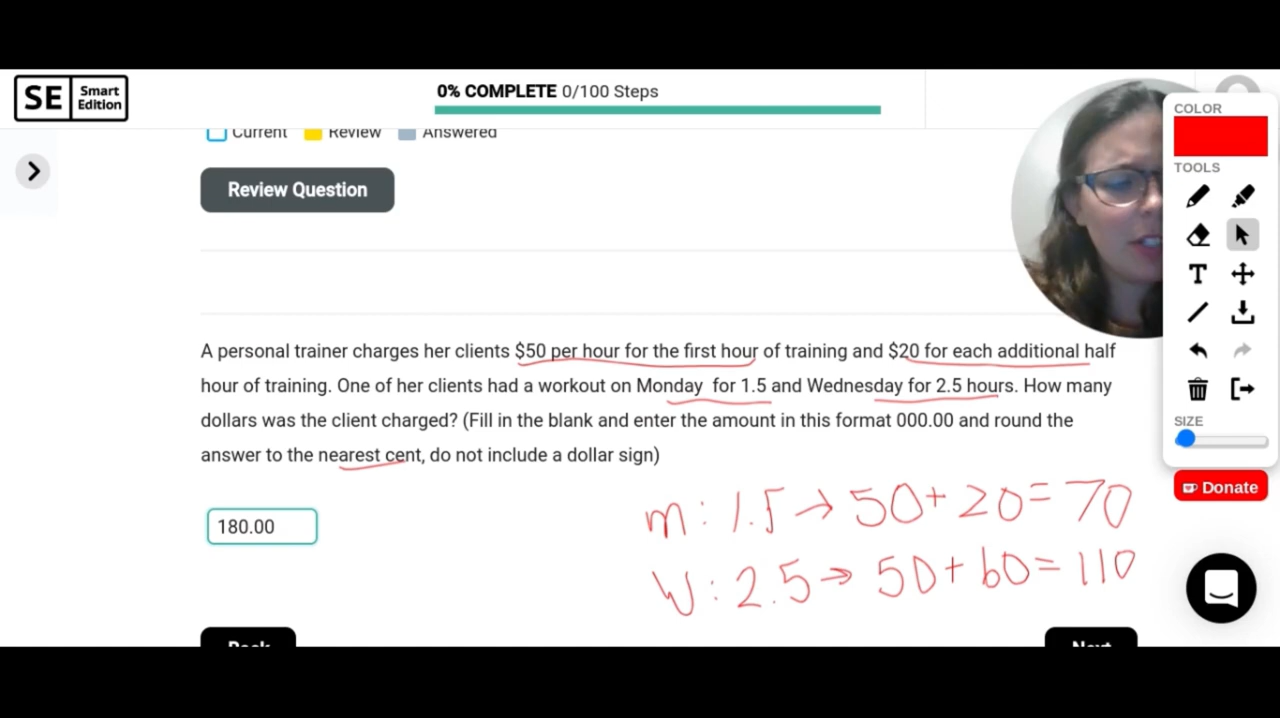 SE Smart Edition
0% COMPLETE 0/100 Steps
Current Review Answered
Review Question
A personal trainer charges her clients $50 per hour for the first hour of training and $20 for each additional half
hour of training. One of her clients had a workout on Monday for 1.5 and Wednesday for 2.5 hours. How many
dollars was the client charged? (Fill in the blank and enter the amount in this format 000.00 and round the
answer to the nearest cent, do not include a dollar sign)
180.00
m: 1.5 → 50+20=70
W: 2.5 → 50+60=110
Back
Next
COLOR
TOOLS
T
SIZE
Donate